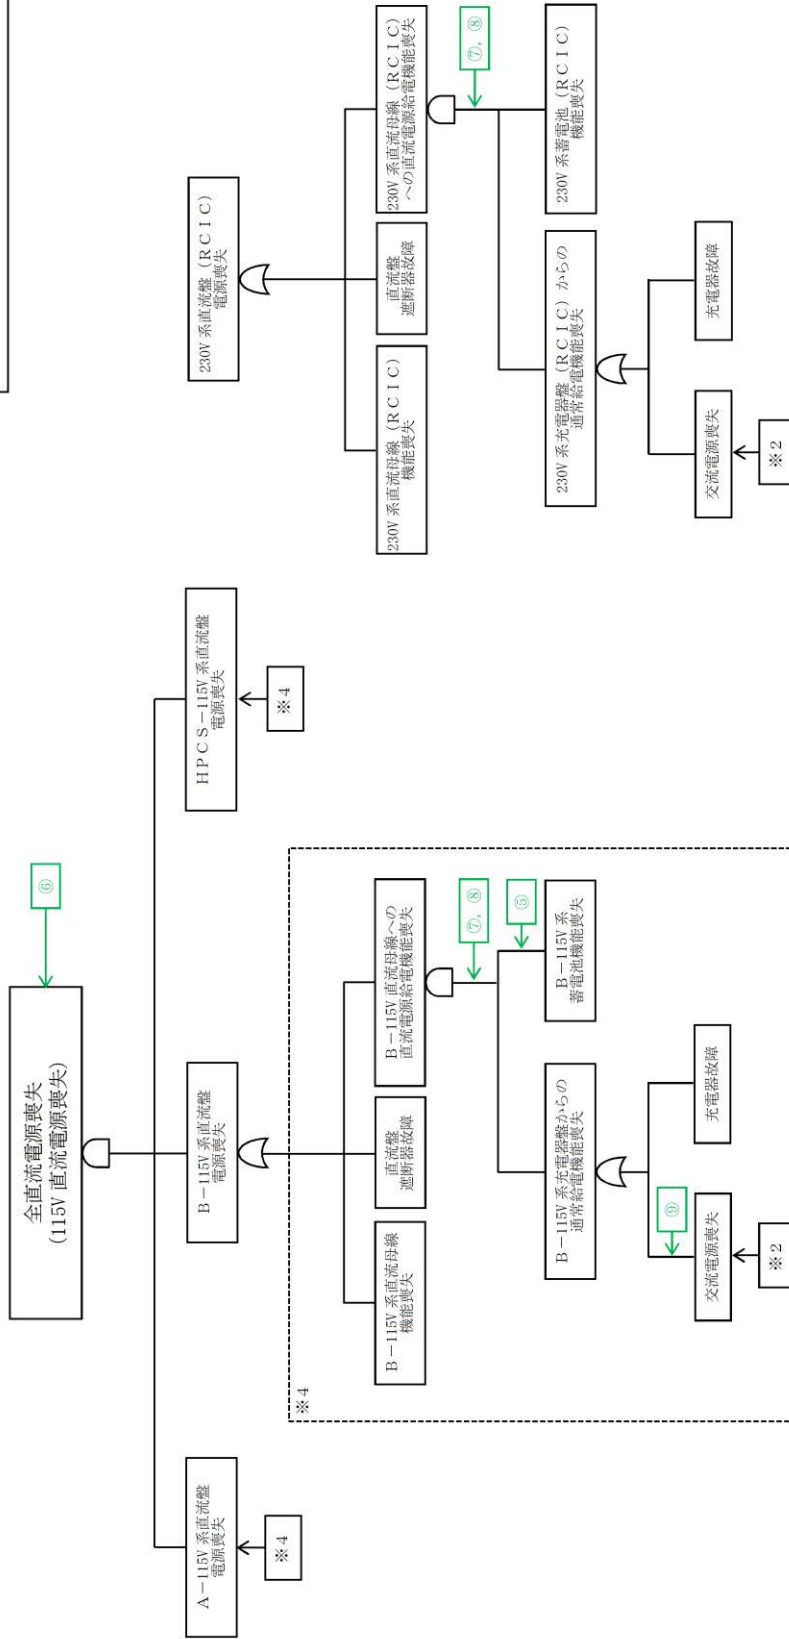 全直流電源喪失
(115V 直流電源喪失)
⑥
A-115V 系直流盤
電源喪失
※4
B-115V 系直流盤
電源喪失
HPCS-115V 系直流盤
電源喪失
※4
※4
B-115V 系直流母線
機能喪失
直流盤
遮断器故障
B-115V 直流母線への
直流電源給電機能喪失
⑦, ⑧
⑤
B-115V 系充電器盤からの
通常給電機能喪失
B-115V 系
蓄電池機能喪失
⑨
交流電源喪失
充電器故障
※2
230V 系直流盤 (RCIC)
電源喪失
230V 系直流母線 (RCIC)
機能喪失
直流盤
遮断器故障
230V 系直流母線 (RCIC)
への直流電源給電機能喪失
⑦, ⑧
230V 系充電器盤 (RCIC) からの
通常給電機能喪失
230V 系蓄電池 (RCIC)
機能喪失
交流電源喪失
充電器故障
※2